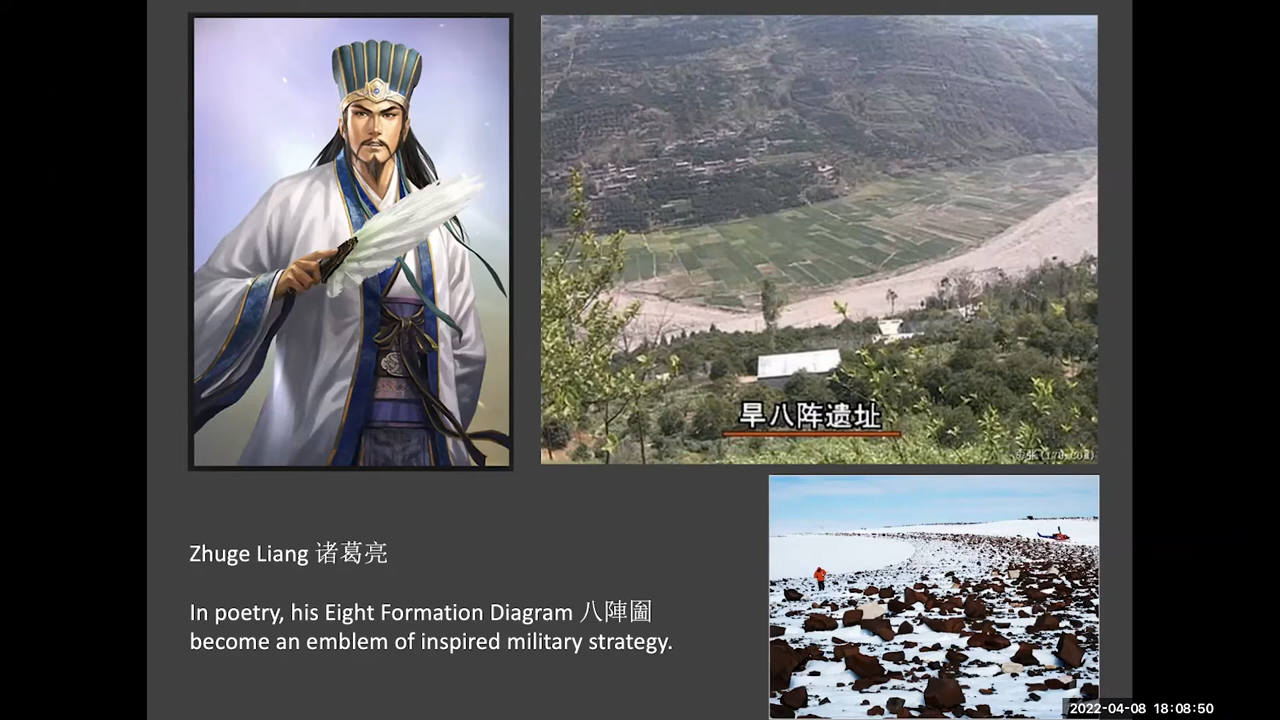 旱八阵遗址
Zhuge Liang 诸葛亮
In poetry, his Eight Formation Diagram 八陣圖
become an emblem of inspired military strategy.
2022-04-08 18:08:50